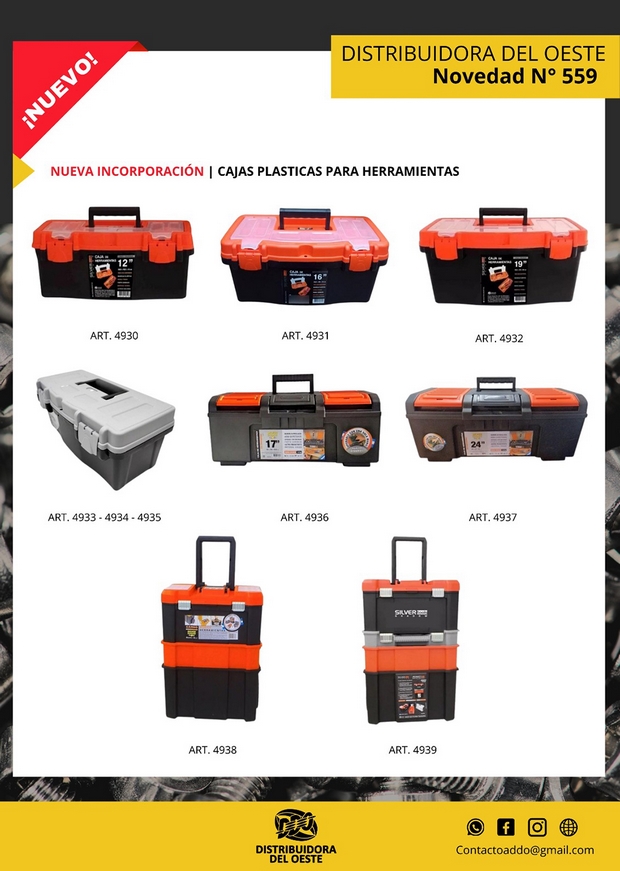 ¡NUEVO!
DISTRIBUIDORA DEL OESTE
Novedad N° 559
NUEVA INCORPORACIÓN | CAJAS PLASTICAS PARA HERRAMIENTAS
CAJA DE
HERRAMIENTAS
12"
CAJA DE
HERRAMIENTAS
16"
CAJA DE
HERRAMIENTAS
19"
ART. 4930
ART. 4931
ART. 4932
17"
24"
ART. 4933 - 4934 - 4935
ART. 4936
ART. 4937
SILVER
ART. 4938
ART. 4939
DISTRIBUIDORA
DEL OESTE
Contactoaddo@gmail.com